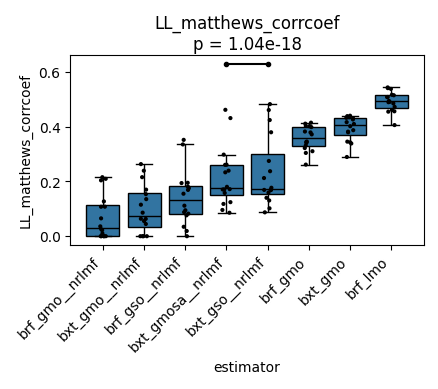 LL_matthews_corrcoef
p = 1.04e-18
LL_matthews_corrcoef
0.6
0.4
0.2
0.0
brf_gmo__nrlmf
bxt_gmo__nrlmf
brf_gso__nrlmf
bxt_gmosa__nrlmf
bxt_gso__nrlmf
brf_gmo
bxt_gmo
brf_lmo
estimator